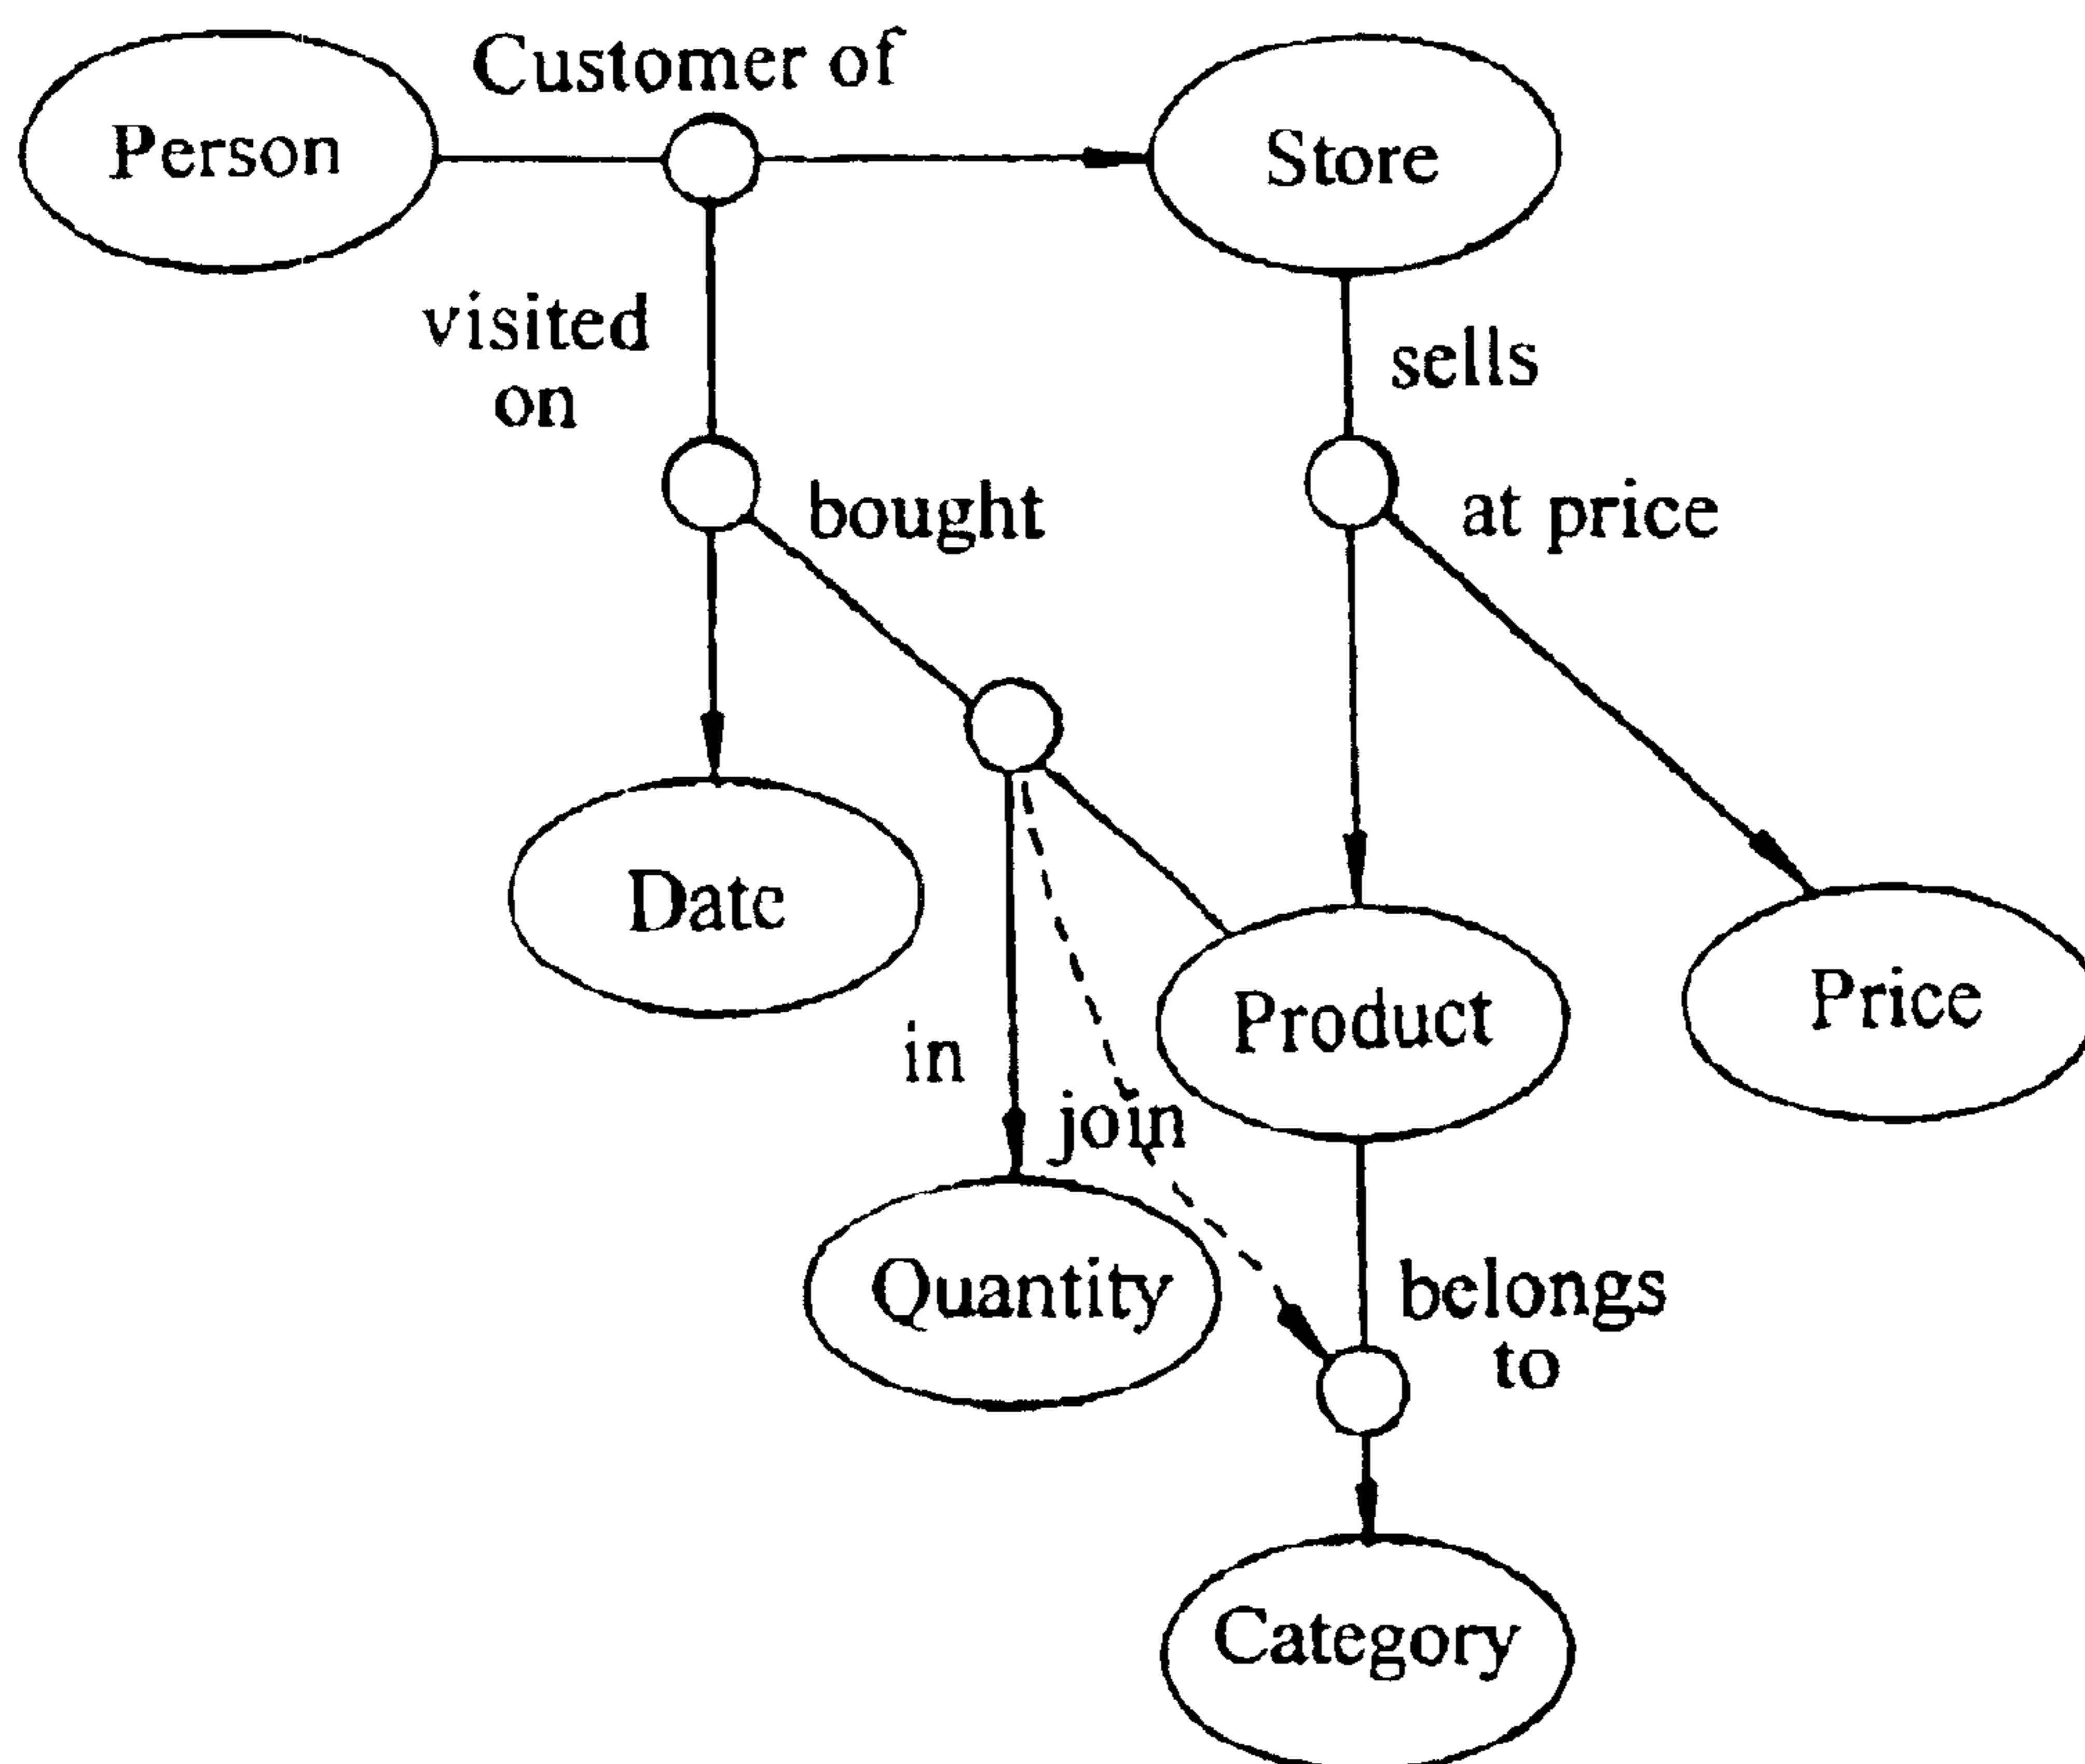 Customer of
Person
Store
visited
on
sells
bought
at price
Date
Product
Price
in
join
Quantity
belongs
to
Category